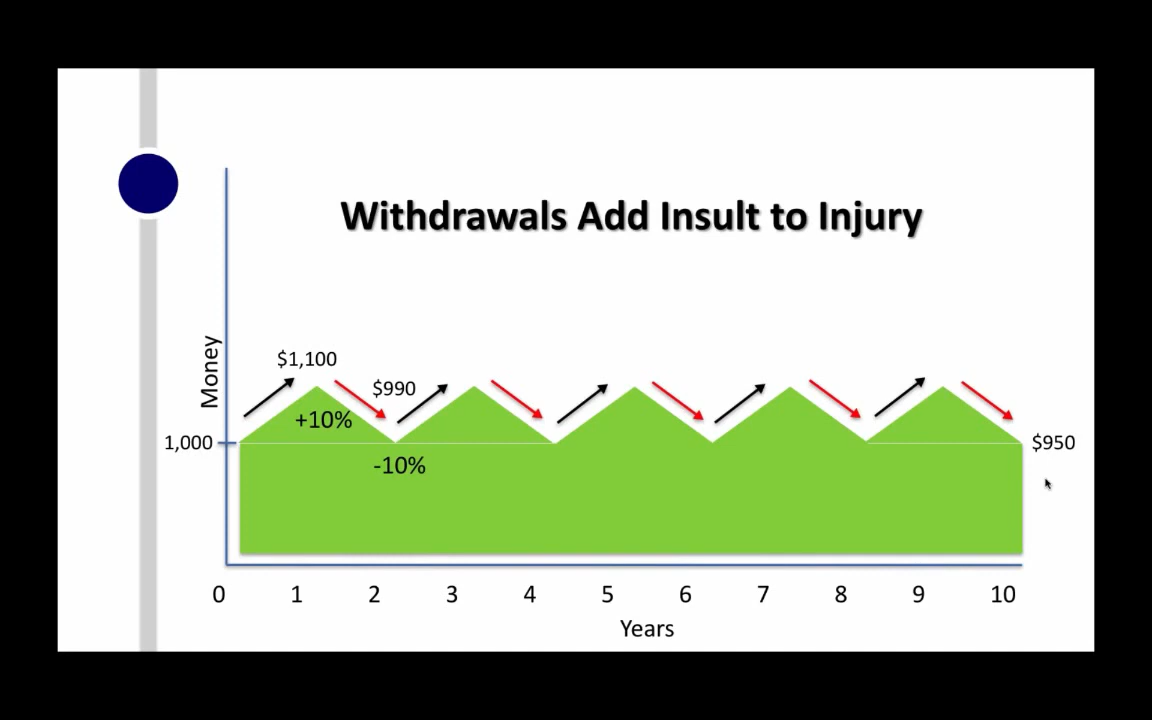 Withdrawals Add Insult to Injury
Money
$1,100
$990
+10%
1,000
$950
-10%
0 1 2 3 4 5 6 7 8 9 10
Years